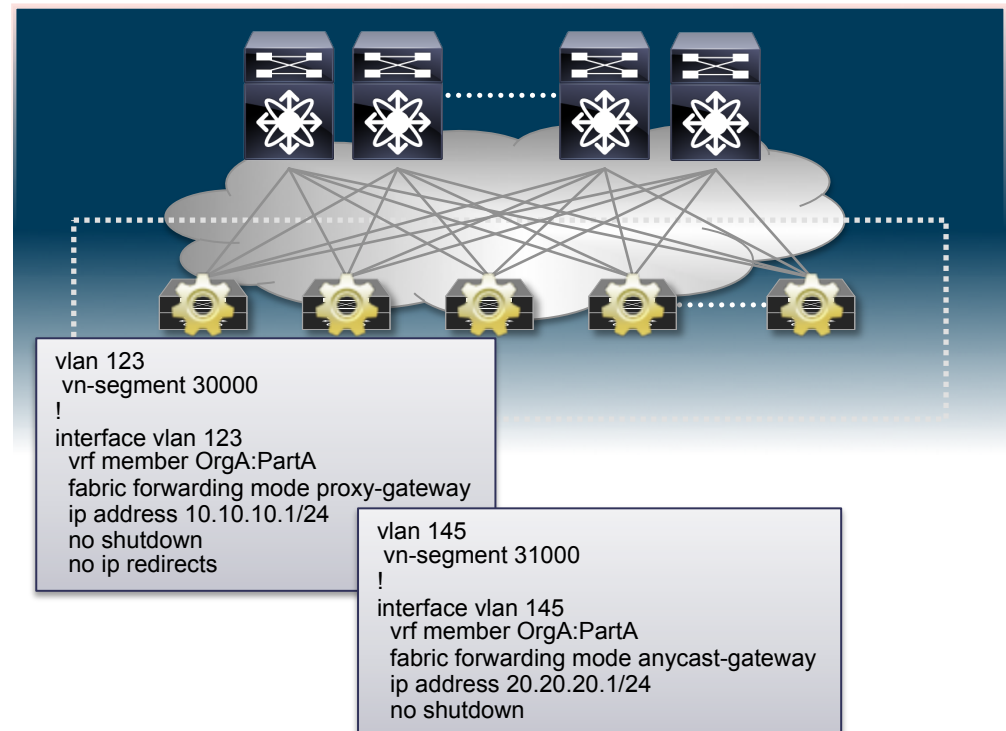 vlan 123
vn-segment 30000
!
interface vlan 123
vrf member OrgA:PartA
fabric forwarding mode proxy-gateway
ip address 10.10.10.1/24
no shutdown
no ip redirects
vlan 145
vn-segment 31000
!
interface vlan 145
vrf member OrgA:PartA
fabric forwarding mode anycast-gateway
ip address 20.20.20.1/24
no shutdown